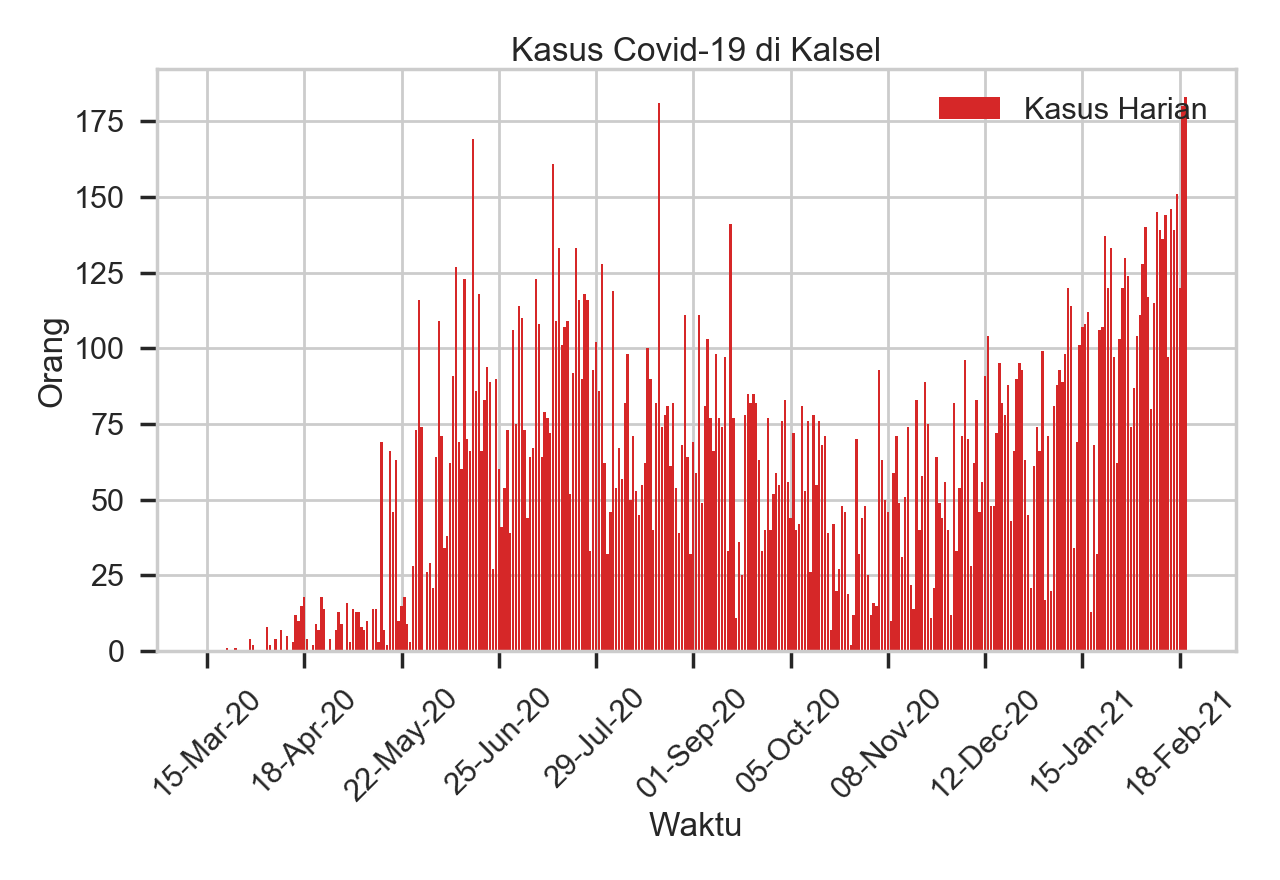 Kasus Covid-19 di Kalsel
Kasus Harian
175
150
125
100
75
50
25
0
Orang
15-Mar-20
18-Apr-20
22-May-20
25-Jun-20
29-Jul-20
01-Sep-20
05-Oct-20
08-Nov-20
12-Dec-20
15-Jan-21
18-Feb-21
Waktu